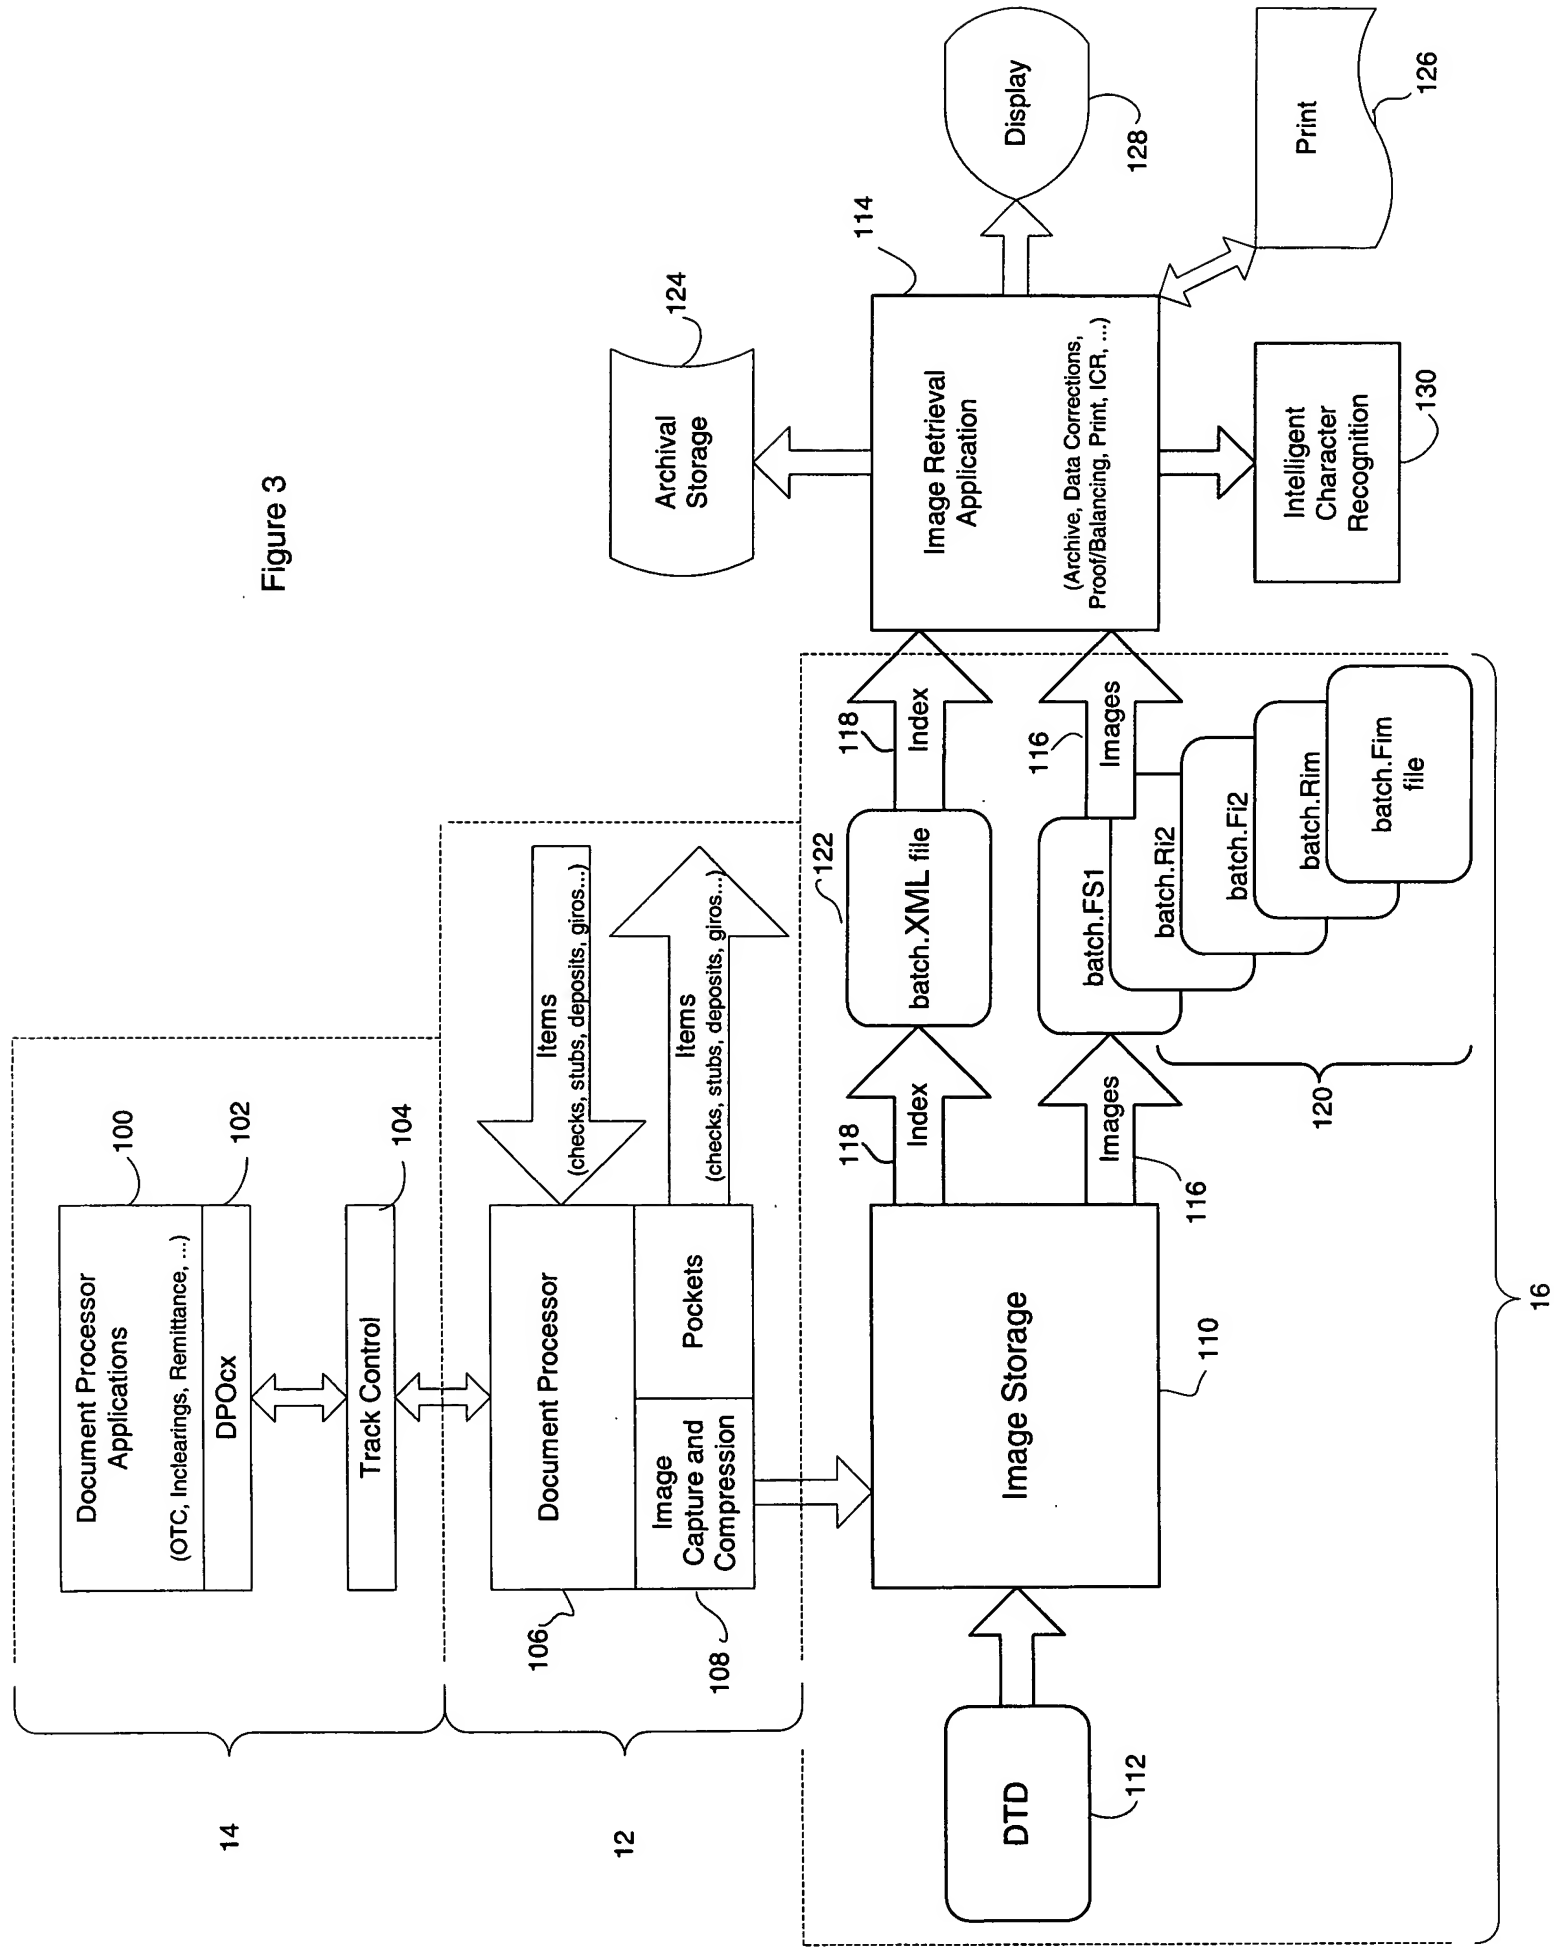 Figure 3
14
Document Processor
Applications
(OTC, Inclearings, Remittance, ...)
100
DPOcx
102
Track Control
104
12
Document Processor
106
Image
Capture and
Compression
108
Pockets
Items
(checks, stubs, deposits, giros...)
Items
(checks, stubs, deposits, giros...)
DTD
112
Image Storage
110
118
Index
Images
116
122
batch.XML file
batch.FS1
batch.Ri2
batch.Fi2
batch.Rim
batch.Fim
file
120
118
Index
116
Images
16
Image Retrieval
Application
(Archive, Data Corrections,
Proof/Balancing, Print, ICR, ...)
114
Archival
Storage
124
Display
128
Print
126
Intelligent
Character
Recognition
130